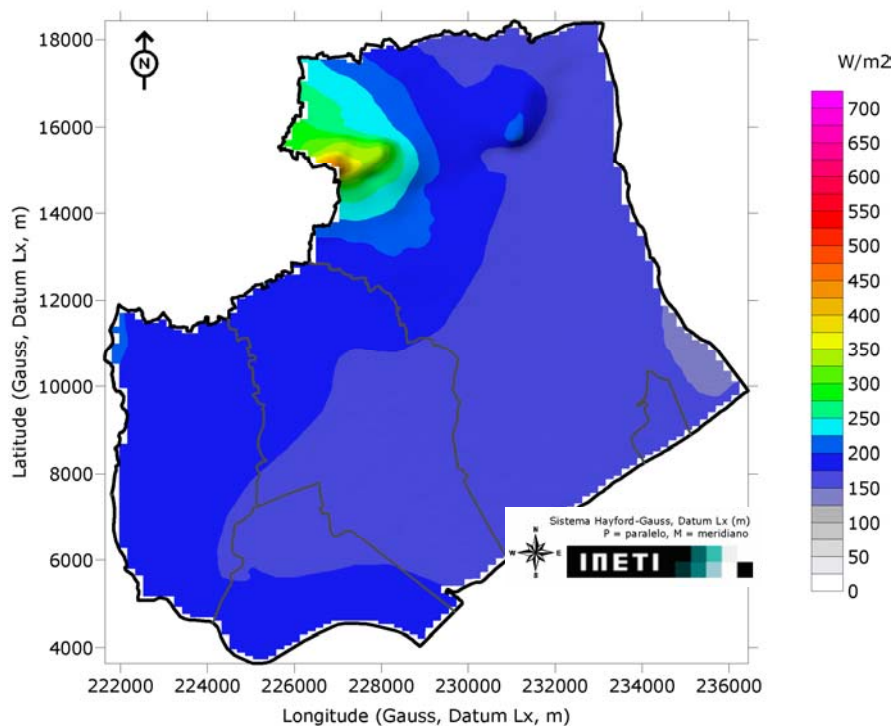 W/m2
700
650
600
550
500
450
400
350
300
250
200
150
100
50
0
N
18000
16000
14000
12000
10000
8000
6000
4000
Latitude (Gauss, Datum Lx, m)
222000 224000 226000 228000 230000 232000 234000 236000
Longitude (Gauss, Datum Lx, m)
Sistema Hayford-Gauss, Datum Lx (m)
P = paralelo, M = meridiano
N
W E
S
INETI